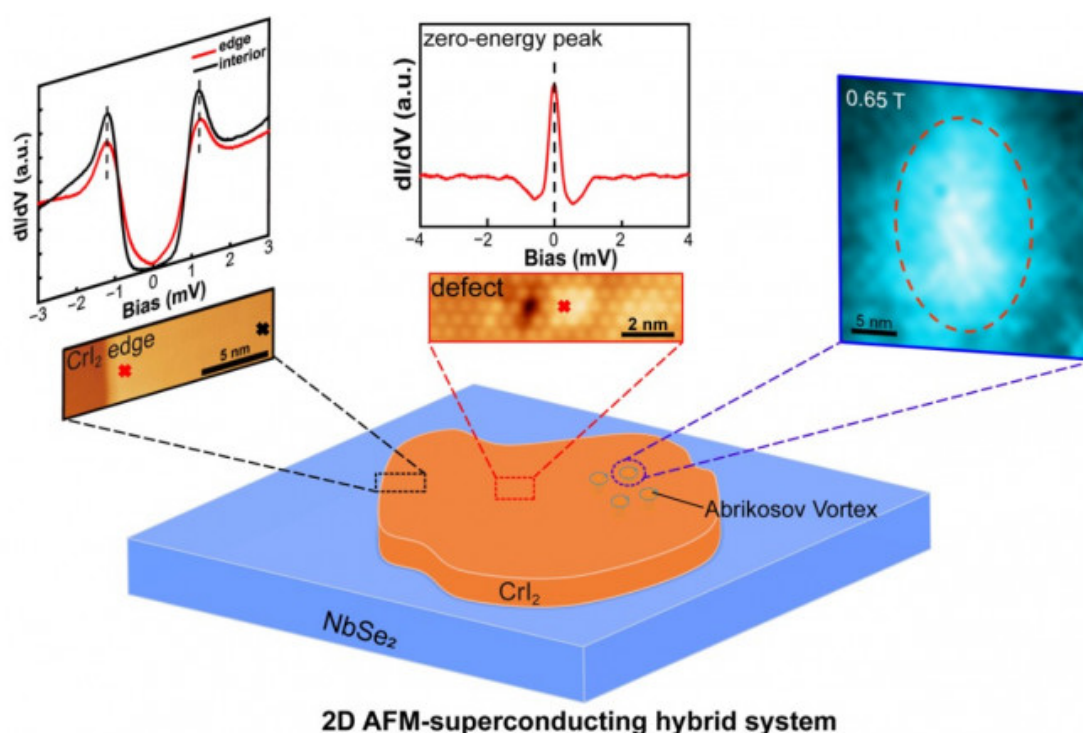 edge
interior
dI/dV (a.u.)
−3 −2 −1 0 1 2 3
Bias (mV)
CrI₂ edge
5 nm
zero-energy peak
dI/dV (a.u.)
−4 −2 0 2 4
Bias (mV)
defect
2 nm
0.65 T
5 nm
Abrikosov Vortex
CrI₂
NbSe₂
2D AFM-superconducting hybrid system